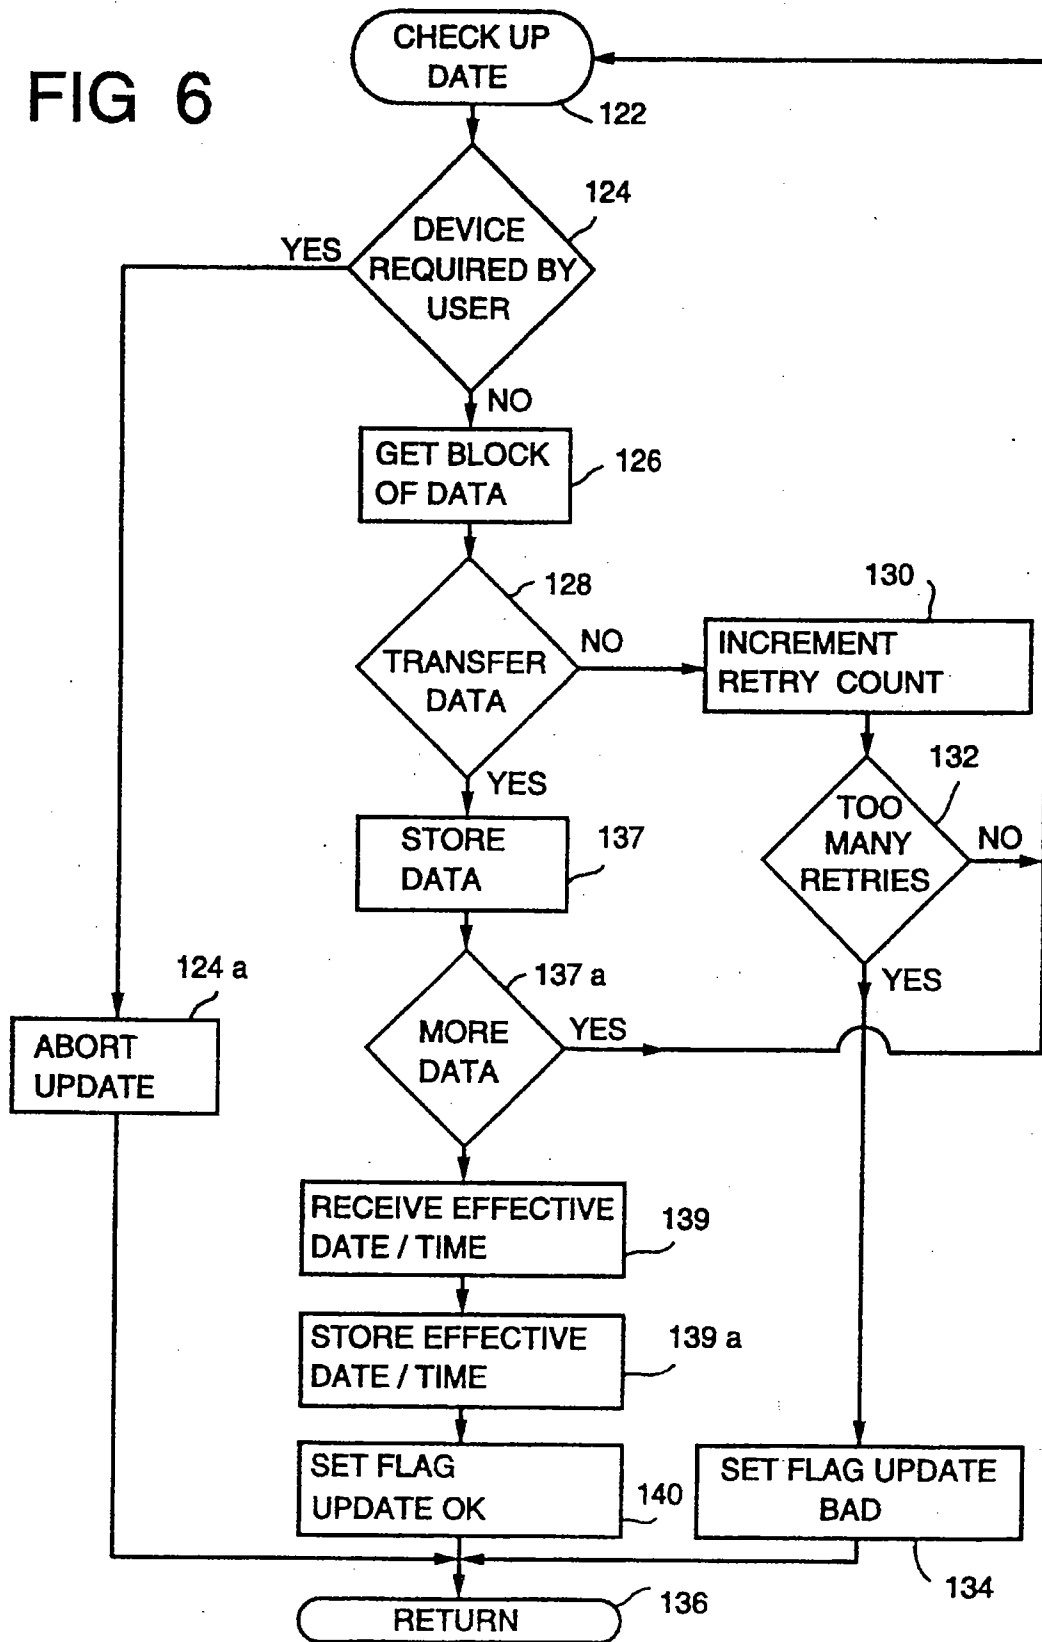 FIG 6
CHECK UP
DATE
122
124
DEVICE
REQUIRED BY
USER
YES
NO
GET BLOCK
OF DATA
126
128
TRANSFER
DATA
NO
130
INCREMENT
RETRY COUNT
YES
132
TOO
MANY
RETRIES
NO
STORE
DATA
137
YES
124 a
137 a
MORE
DATA
YES
ABORT
UPDATE
RECEIVE EFFECTIVE
DATE / TIME
139
STORE EFFECTIVE
DATE / TIME
139 a
SET FLAG
UPDATE OK
140
SET FLAG UPDATE
BAD
134
RETURN
136